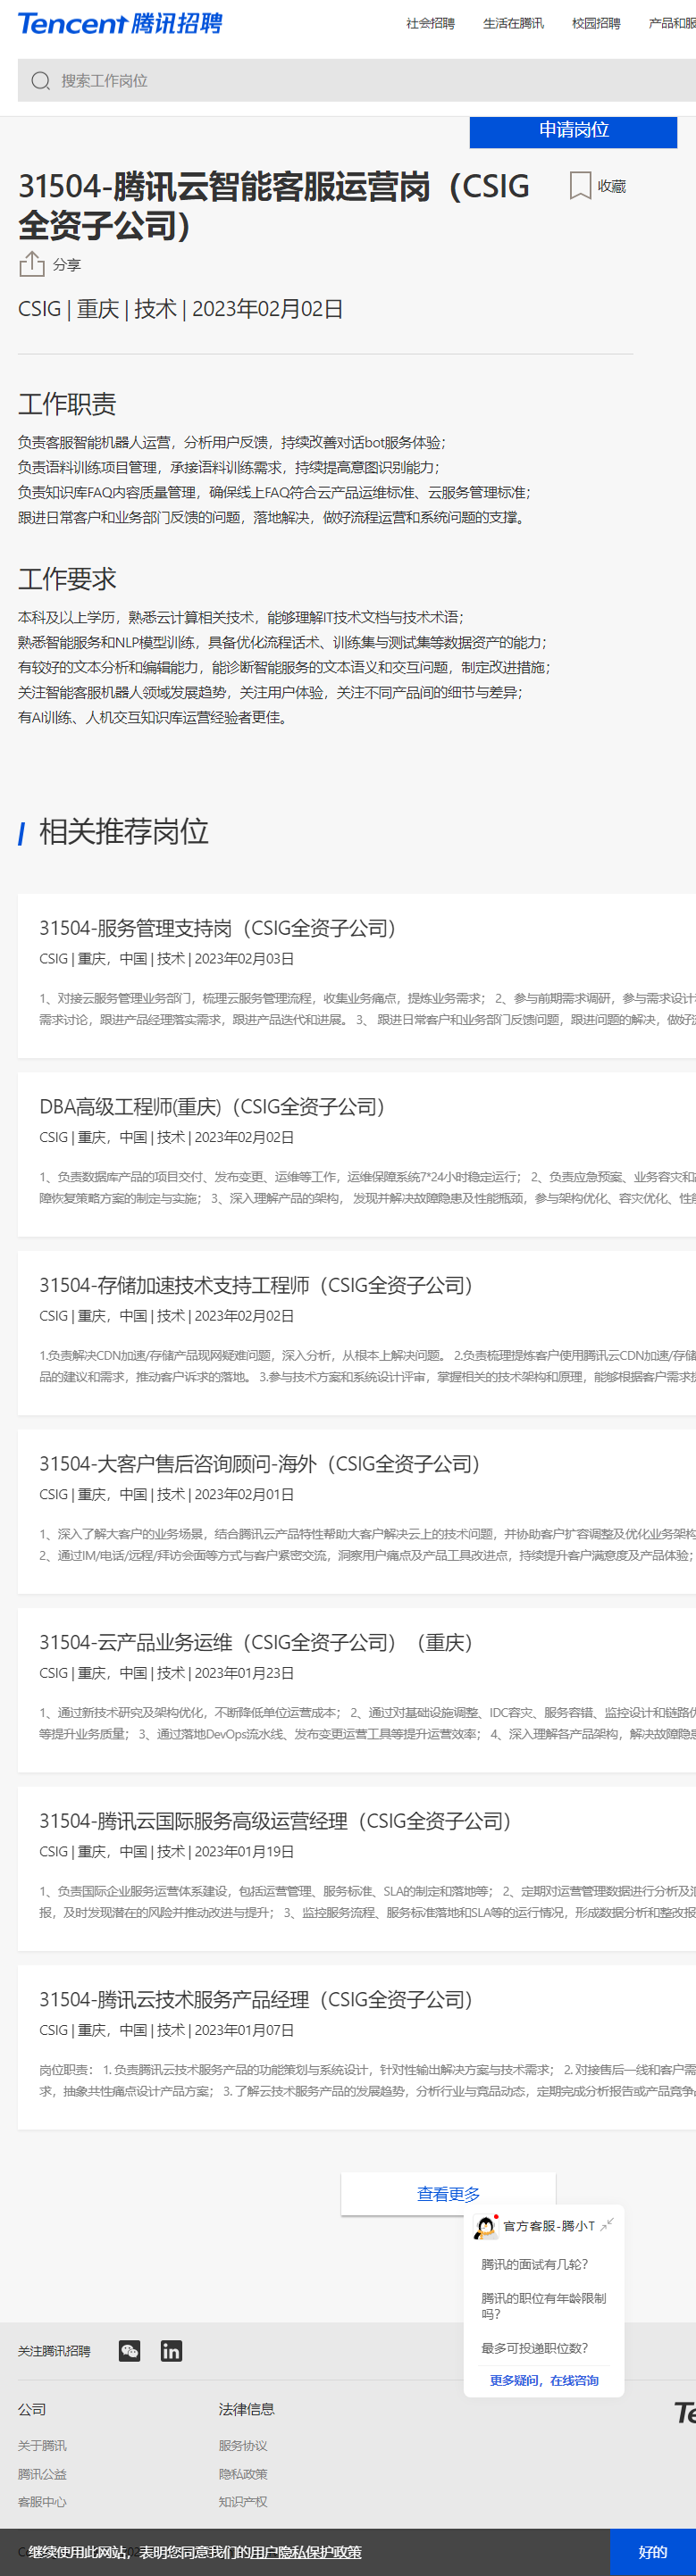 Tencent 腾讯招聘
社会招聘 生活在腾讯 校园招聘 产品和服
搜索工作岗位
申请岗位
31504-腾讯云智能客服运营岗（CSIG
全资子公司）
收藏
分享
CSIG | 重庆 | 技术 | 2023年02月02日
工作职责
负责客服智能机器人运营，分析用户反馈，持续改善对话bot服务体验；
负责语料训练项目管理，承接语料训练需求，持续提高意图识别能力；
负责知识库FAQ内容质量管理，确保线上FAQ符合云产品运维标准、云服务管理标准；
跟进日常客户和业务部门反馈的问题，落地解决，做好流程运营和系统问题的支撑。
工作要求
本科及以上学历，熟悉云计算相关技术，能够理解IT技术文档与技术术语；
熟悉智能服务和NLP模型训练，具备优化流程话术、训练集与测试集等数据资产的能力；
有较好的文本分析和编辑能力，能诊断智能服务的文本语义和交互问题，制定改进措施；
关注智能客服机器人领域发展趋势，关注用户体验，关注不同产品间的细节与差异；
有AI训练、人机交互知识库运营经验者更佳。
相关推荐岗位
31504-服务管理支持岗（CSIG全资子公司）
CSIG | 重庆，中国 | 技术 | 2023年02月03日
1、对接云服务管理业务部门，梳理云服务管理流程，收集业务痛点，提炼业务需求； 2、参与前期需求调研，参与需求设计
需求讨论，跟进产品经理落实需求，跟进产品迭代和进展。 3、 跟进日常客户和业务部门反馈问题，跟进问题的解决，做好
DBA高级工程师(重庆)（CSIG全资子公司）
CSIG | 重庆，中国 | 技术 | 2023年02月02日
1、负责数据库产品的项目交付、发布变更、运维等工作，运维保障系统7*24小时稳定运行； 2、负责应急预案、业务容灾和
障恢复策略方案的制定与实施； 3、深入理解产品的架构， 发现并解决故障隐患及性能瓶颈，参与架构优化、容灾优化、性
31504-存储加速技术支持工程师（CSIG全资子公司）
CSIG | 重庆，中国 | 技术 | 2023年02月02日
1.负责解决CDN加速/存储产品现网疑难问题，深入分析，从根本上解决问题。 2.负责梳理提炼客户使用腾讯云CDN加速/存储
品的建议和需求，推动客户诉求的落地。 3.参与技术方案和系统设计评审，掌握相关的技术架构和原理，能够根据客户需求
31504-大客户售后咨询顾问-海外（CSIG全资子公司）
CSIG | 重庆，中国 | 技术 | 2023年02月01日
1、深入了解大客户的业务场景，结合腾讯云产品特性帮助大客户解决云上的技术问题，并协助客户扩容调整及优化业务架构
2、通过IM/电话/远程/拜访会面等方式与客户紧密交流，洞察用户痛点及产品工具改进点，持续提升客户满意度及产品体验；
31504-云产品业务运维（CSIG全资子公司）（重庆）
CSIG | 重庆，中国 | 技术 | 2023年01月23日
1、通过新技术研究及架构优化，不断降低单位运营成本； 2、通过对基础设施调整、IDC容灾、服务容错、监控设计和链路
等提升业务质量； 3、通过落地DevOps流水线、发布变更运营工具等提升运营效率； 4、深入理解各产品架构，解决故障隐
31504-腾讯云国际服务高级运营经理（CSIG全资子公司）
CSIG | 重庆，中国 | 技术 | 2023年01月19日
1、负责国际企业服务运营体系建设，包括运营管理、服务标准、SLA的制定和落地等； 2、定期对运营管理数据进行分析及
报，及时发现潜在的风险并推动改进与提升； 3、监控服务流程、服务标准落地和SLA等的运行情况，形成数据分析和整改报
31504-腾讯云技术服务产品经理（CSIG全资子公司）
CSIG | 重庆，中国 | 技术 | 2023年01月07日
岗位职责： 1. 负责腾讯云技术服务产品的功能策划与系统设计，针对性输出解决方案与技术需求； 2. 对接售后一线和客户需
求，抽象共性痛点设计产品方案； 3. 了解云技术服务产品的发展趋势，分析行业与竞品动态，定期完成分析报告或产品竞争
查看更多
官方客服-腾小T
腾讯的面试有几轮？
腾讯的职位有年龄限制
吗？
最多可投递职位数？
更多疑问，在线咨询
关注腾讯招聘
公司 法律信息
关于腾讯 服务协议
腾讯公益 隐私政策
客服中心 知识产权
继续使用此网站，表明您同意我们的用户隐私保护政策
好的